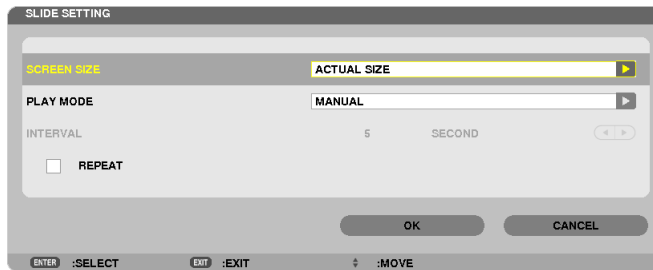 SLIDE SETTING
SCREEN SIZE ACTUAL SIZE
PLAY MODE MANUAL
INTERVAL 5 SECOND
REPEAT
OK CANCEL
ENTER :SELECT EXIT :EXIT :MOVE